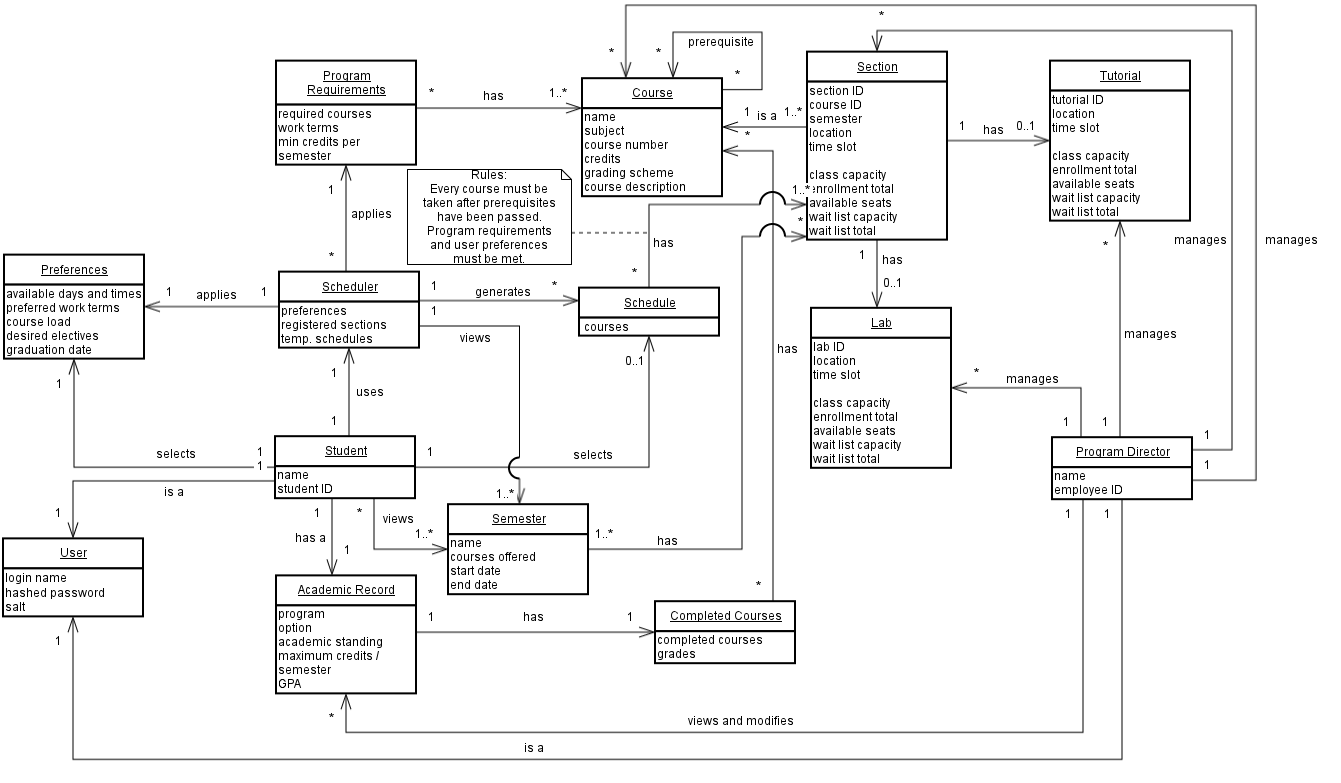 *
*
*
prerequisite
*
Program
Requirements
required courses
work terms
min credits per
semester
*
has
1..*
Course
name
subject
course number
credits
grading scheme
course description
1
is a
1..*
*
Section
section ID
course ID
semester
location
time slot
class capacity
enrollment total
available seats
wait list capacity
wait list total
1
has
0..1
Tutorial
tutorial ID
location
time slot
class capacity
enrollment total
available seats
wait list capacity
wait list total
Rules:
Every course must be
taken after prerequisites
have been passed.
Program requirements
and user preferences
must be met.
1
applies
*
1..*
*
has
*
manages
manages
*
manages
Preferences
available days and times
preferred work terms
course load
desired electives
graduation date
1
applies
1
Scheduler
preferences
registered sections
temp. schedules
1
generates
*
1
views
Schedule
courses
0..1
1
has
0..1
Lab
lab ID
location
time slot
class capacity
enrollment total
available seats
wait list capacity
wait list total
has
*
manages
1
1
1
1
1
1
uses
1
selects
1
1
Student
name
student ID
1
selects
Program Director
name
employee ID
1
1
is a
1
1
has a
1
*
views
1..*
1..*
Semester
name
courses offered
start date
end date
1..*
has
User
login name
hashed password
salt
1
Academic Record
program
option
academic standing
maximum credits /
semester
GPA
1
has
1
*
Completed Courses
completed courses
grades
*
views and modifies
is a